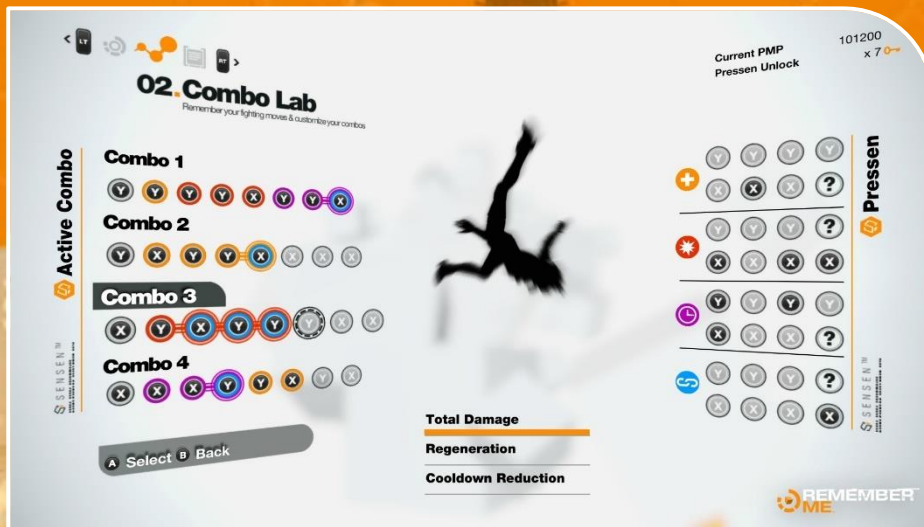 < LT
RT >
02.Combo Lab
Remember your fighting moves & customize your combos
Current PMP 101200
Pressen Unlock x 7
Active Combo
SENSEN™
Combo 1
Y Y Y Y X Y Y X
Combo 2
Y X Y Y X X X X
Combo 3
X Y X Y Y Y X X
Combo 4
X X X Y Y X Y X
A Select B Back
Total Damage
Regeneration
Cooldown Reduction
Pressen
SENSEN™
Y Y Y Y
X X X ?
Y Y Y ?
X X X X
Y Y Y Y
X X X ?
Y Y Y ?
X X X X
REMEMBER
ME